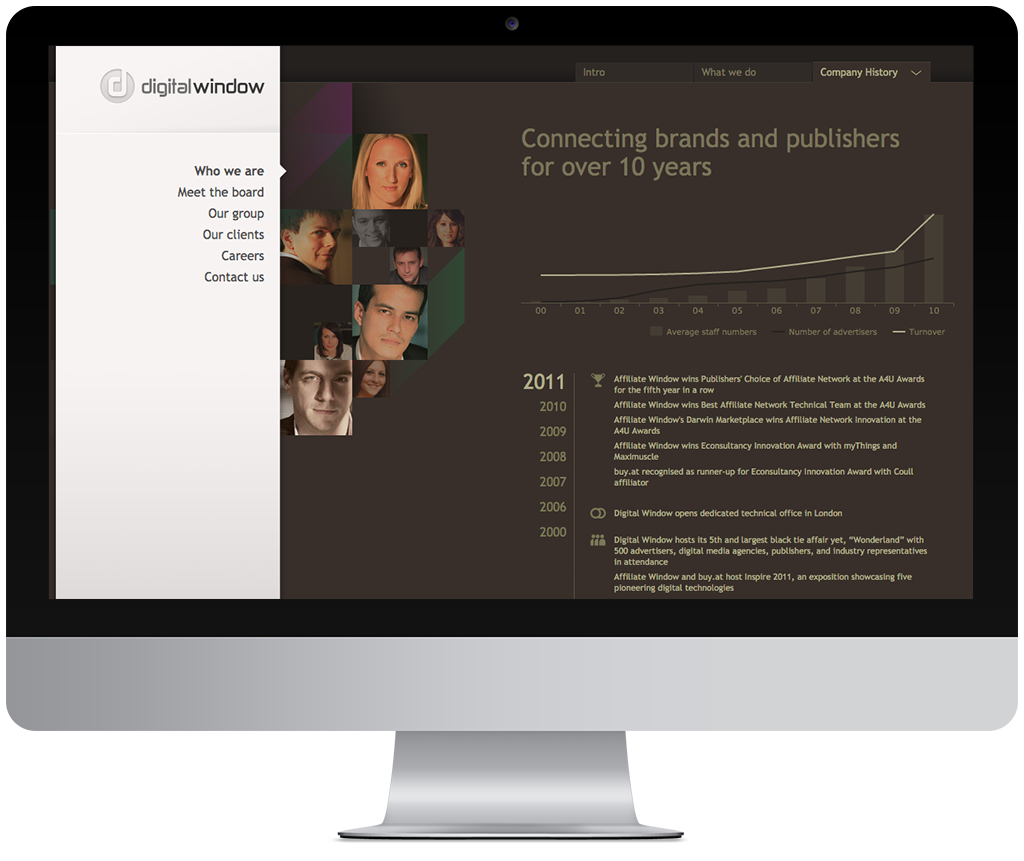 digitalwindow
Who we are
Meet the board
Our group
Our clients
Careers
Contact us
Intro
What we do
Company History
Connecting brands and publishers
for over 10 years
00 01 02 03 04 05 06 07 08 09 10
Average staff numbers
Number of advertisers
Turnover
2011
2010
2009
2008
2007
2006
2000
Affiliate Window wins Publishers' Choice of Affiliate Network at the A4U Awards
for the fifth year in a row
Affiliate Window wins Best Affiliate Network Technical Team at the A4U Awards
Affiliate Window's Darwin Marketplace wins Affiliate Network Innovation at the
A4U Awards
Affiliate Window wins Econsultancy Innovation Award with myThings and
Maximuscle
buy.at recognised as runner-up for Econsultancy Innovation Award with Coull
affiliator
Digital Window opens dedicated technical office in London
Digital Window hosts its 5th and largest black tie affair yet, "Wonderland" with
500 advertisers, digital media agencies, publishers, and industry representatives
in attendance
Affiliate Window and buy.at host Inspire 2011, an exposition showcasing five
pioneering digital technologies